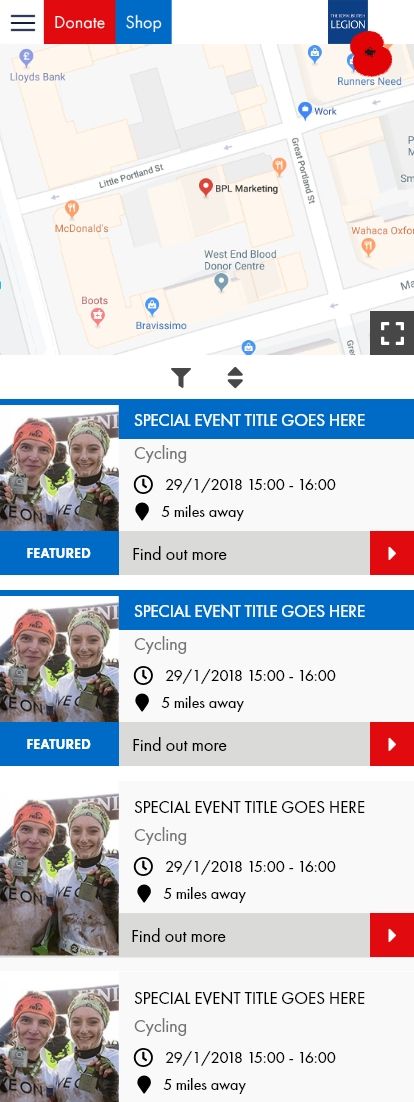 Donate Shop
THE ROYAL BRITISH
LEGION
Lloyds Bank
Runners Need
Work
Little Portland St
Great Portland St
BPL Marketing
McDonald's
Wahaca Oxfor
West End Blood
Donor Centre
Boots
Bravissimo
SPECIAL EVENT TITLE GOES HERE
Cycling
29/1/2018 15:00 - 16:00
5 miles away
FEATURED
Find out more
SPECIAL EVENT TITLE GOES HERE
Cycling
29/1/2018 15:00 - 16:00
5 miles away
FEATURED
Find out more
SPECIAL EVENT TITLE GOES HERE
Cycling
29/1/2018 15:00 - 16:00
5 miles away
Find out more
SPECIAL EVENT TITLE GOES HERE
Cycling
29/1/2018 15:00 - 16:00
5 miles away